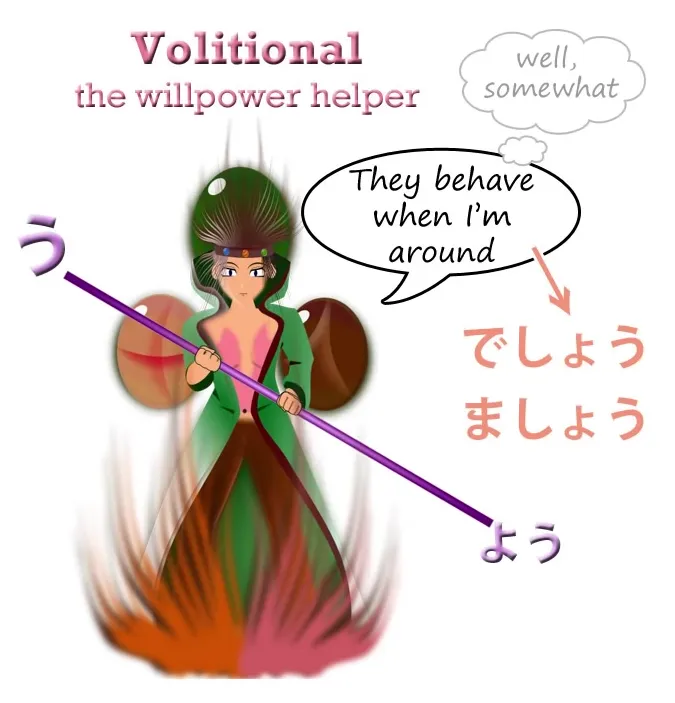 Volitional
the willpower helper
well,
somewhat
They behave
when I'm
around
う
でしょう
ましょう
よう